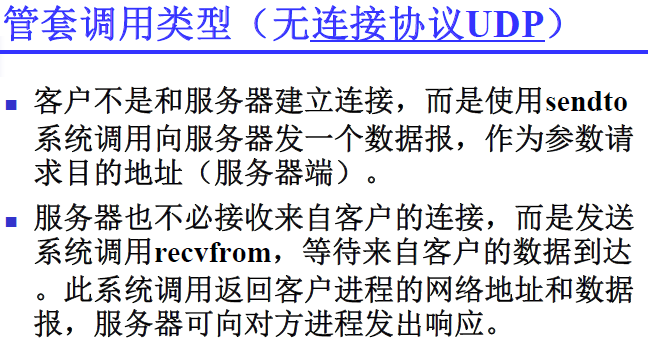 管套调用类型（无连接协议UDP）
客户不是和服务器建立连接，而是使用sendto
系统调用向服务器发一个数据报，作为参数请
求目的地址（服务器端）。
服务器也不必接收来自客户的连接，而是发送
系统调用recvfrom，等待来自客户的数据到达
。此系统调用返回客户进程的网络地址和数据
报，服务器可向对方进程发出响应。